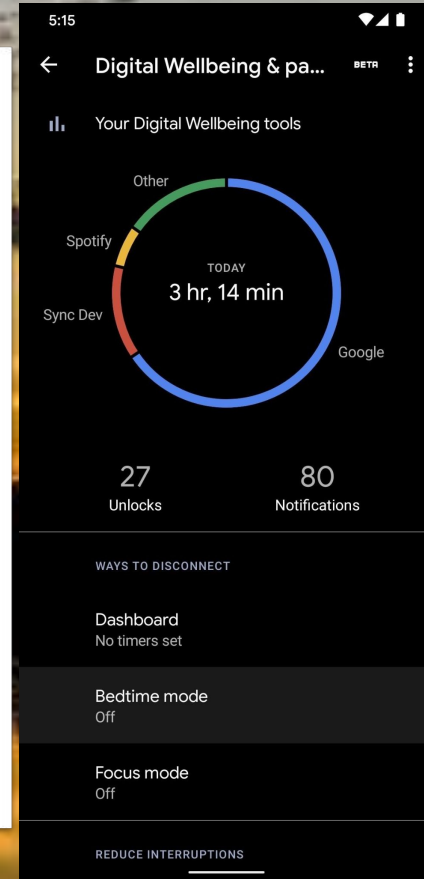 5:15
Digital Wellbeing & pa... BETA
Your Digital Wellbeing tools
Other
Spotify
Sync Dev
TODAY
3 hr, 14 min
Google
27
Unlocks
80
Notifications
WAYS TO DISCONNECT
Dashboard
No timers set
Bedtime mode
Off
Focus mode
Off
REDUCE INTERRUPTIONS